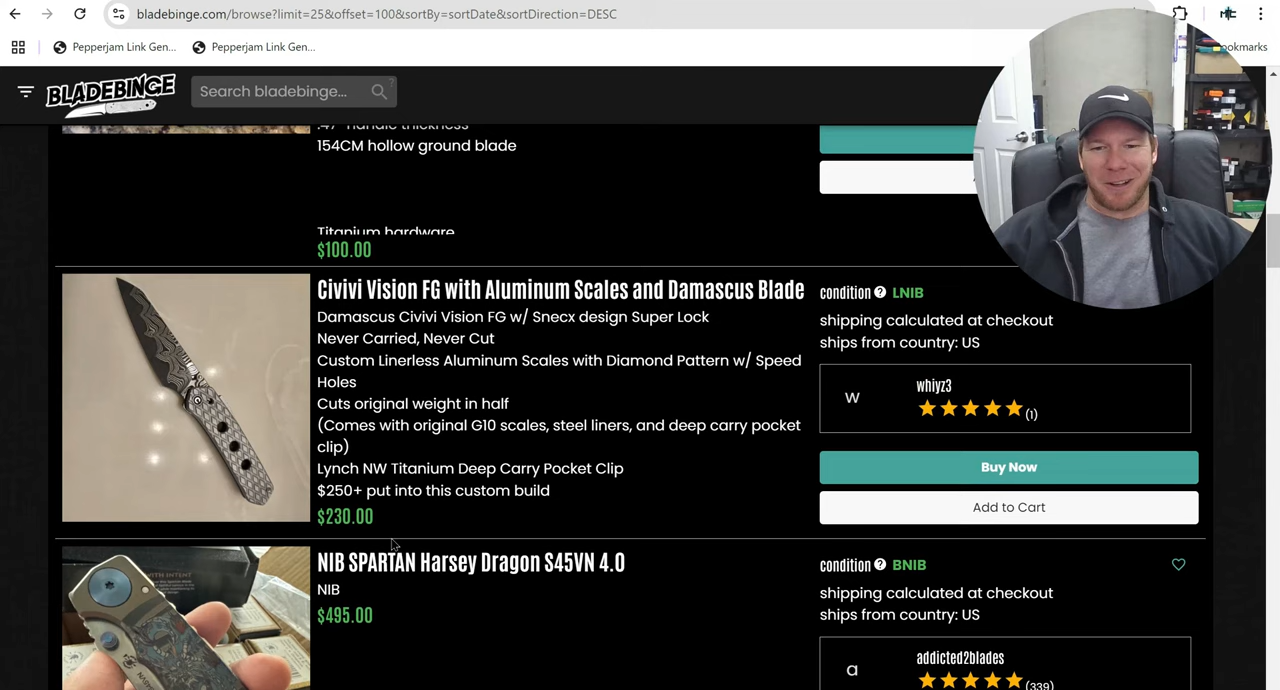 bladebinge.com/browse?limit=25&offset=100&sortBy=sortDate&sortDirection=DESC
Pepperjam Link Gen...
Pepperjam Link Gen...
ookmarks
BLADEBINGE
Search bladebinge...
.47" handle thickness
154CM hollow ground blade
Titanium hardware
$100.00
Civivi Vision FG with Aluminum Scales and Damascus Blade
Damascus Civivi Vision FG w/ Snecx design Super Lock
Never Carried, Never Cut
Custom Linerless Aluminum Scales with Diamond Pattern w/ Speed
Holes
Cuts original weight in half
(Comes with original G10 scales, steel liners, and deep carry pocket
clip)
Lynch NW Titanium Deep Carry Pocket Clip
$250+ put into this custom build
$230.00
condition ? LNIB
shipping calculated at checkout
ships from country: US
w
whiyz3
(1)
Buy Now
Add to Cart
NIB SPARTAN Harsey Dragon S45VN 4.0
NIB
$495.00
condition ? BNIB
shipping calculated at checkout
ships from country: US
a
addicted2blades
(339)